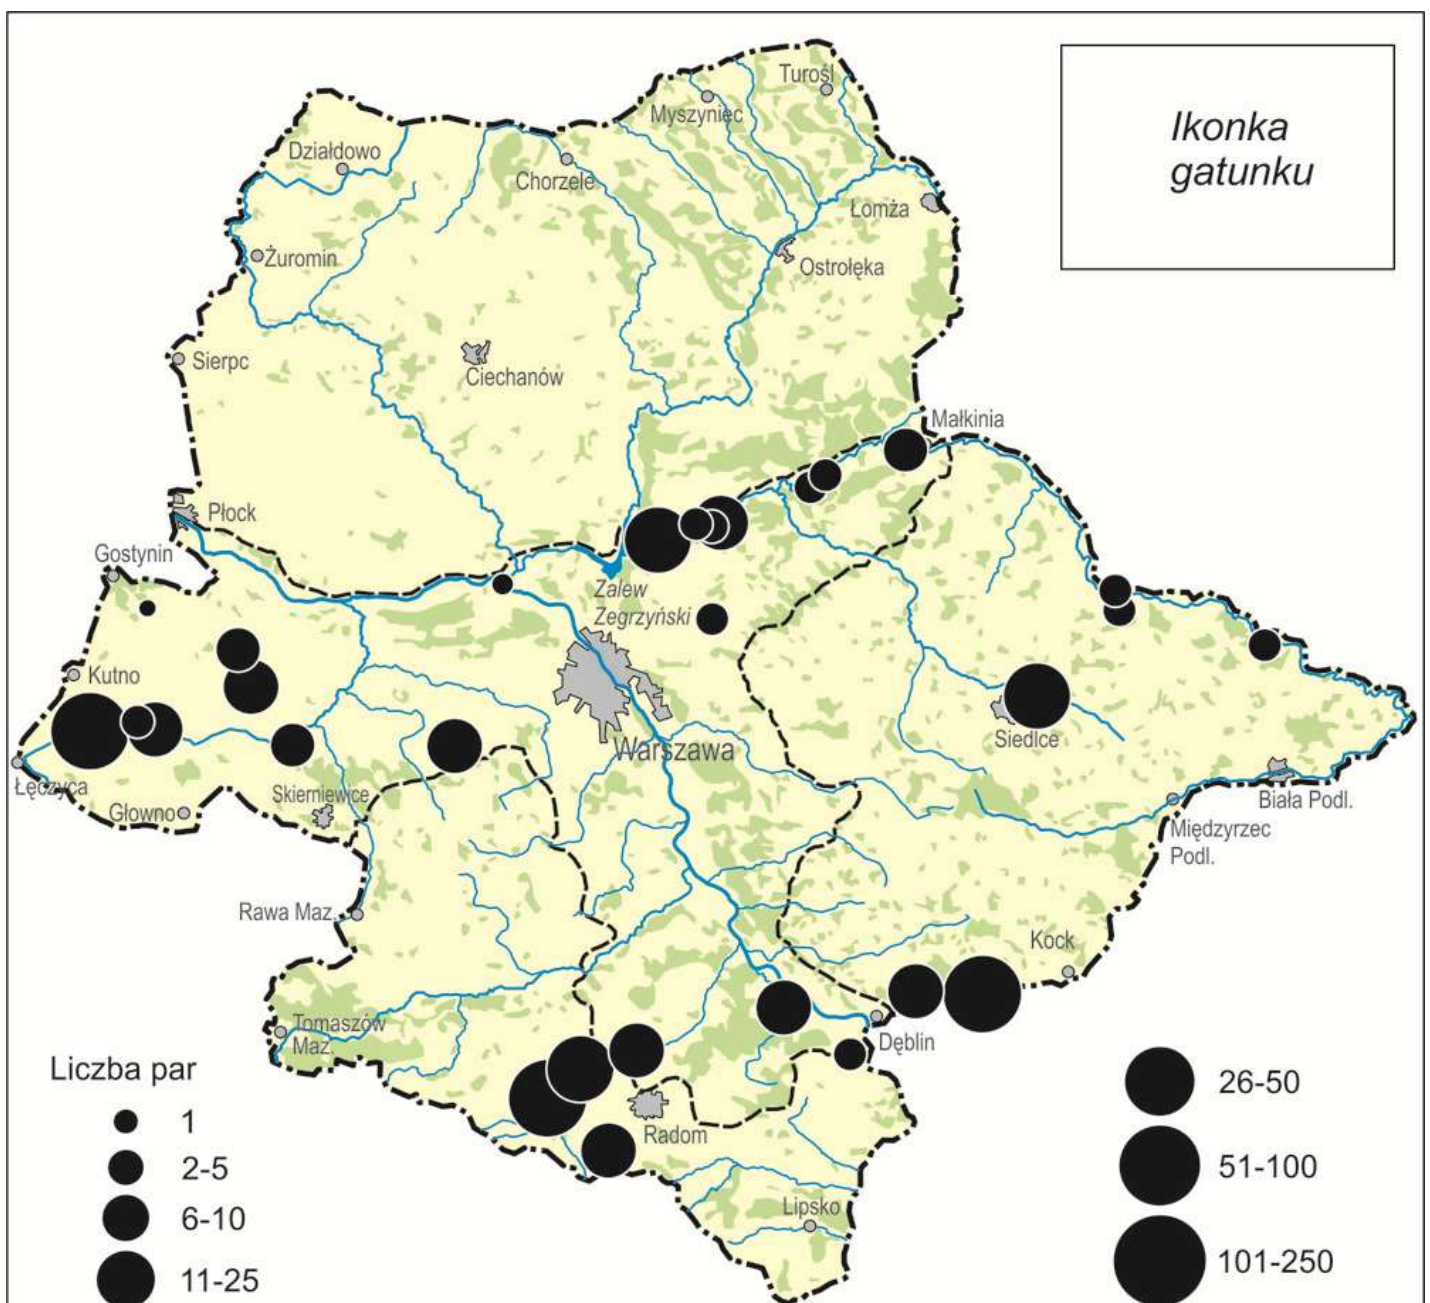 Turośl
Myszyniec
Ikonka
gatunku
Działdowo
Chorzele
Łomża
Żuromin
Ostrołęka
Sierpc
Ciechanów
Małkinia
Płock
Gostynin
Zalew
Zegrzyński
Kutno
Siedlce
Warszawa
Łęczyca
Skierniewice
Głowno
Biała Podl.
Międzyrzec
Podl.
Rawa Maz.
Kock
Tomaszów
Maz.
Dęblin
Radom
Lipsko
Liczba par
1
2-5
6-10
11-25
26-50
51-100
101-250